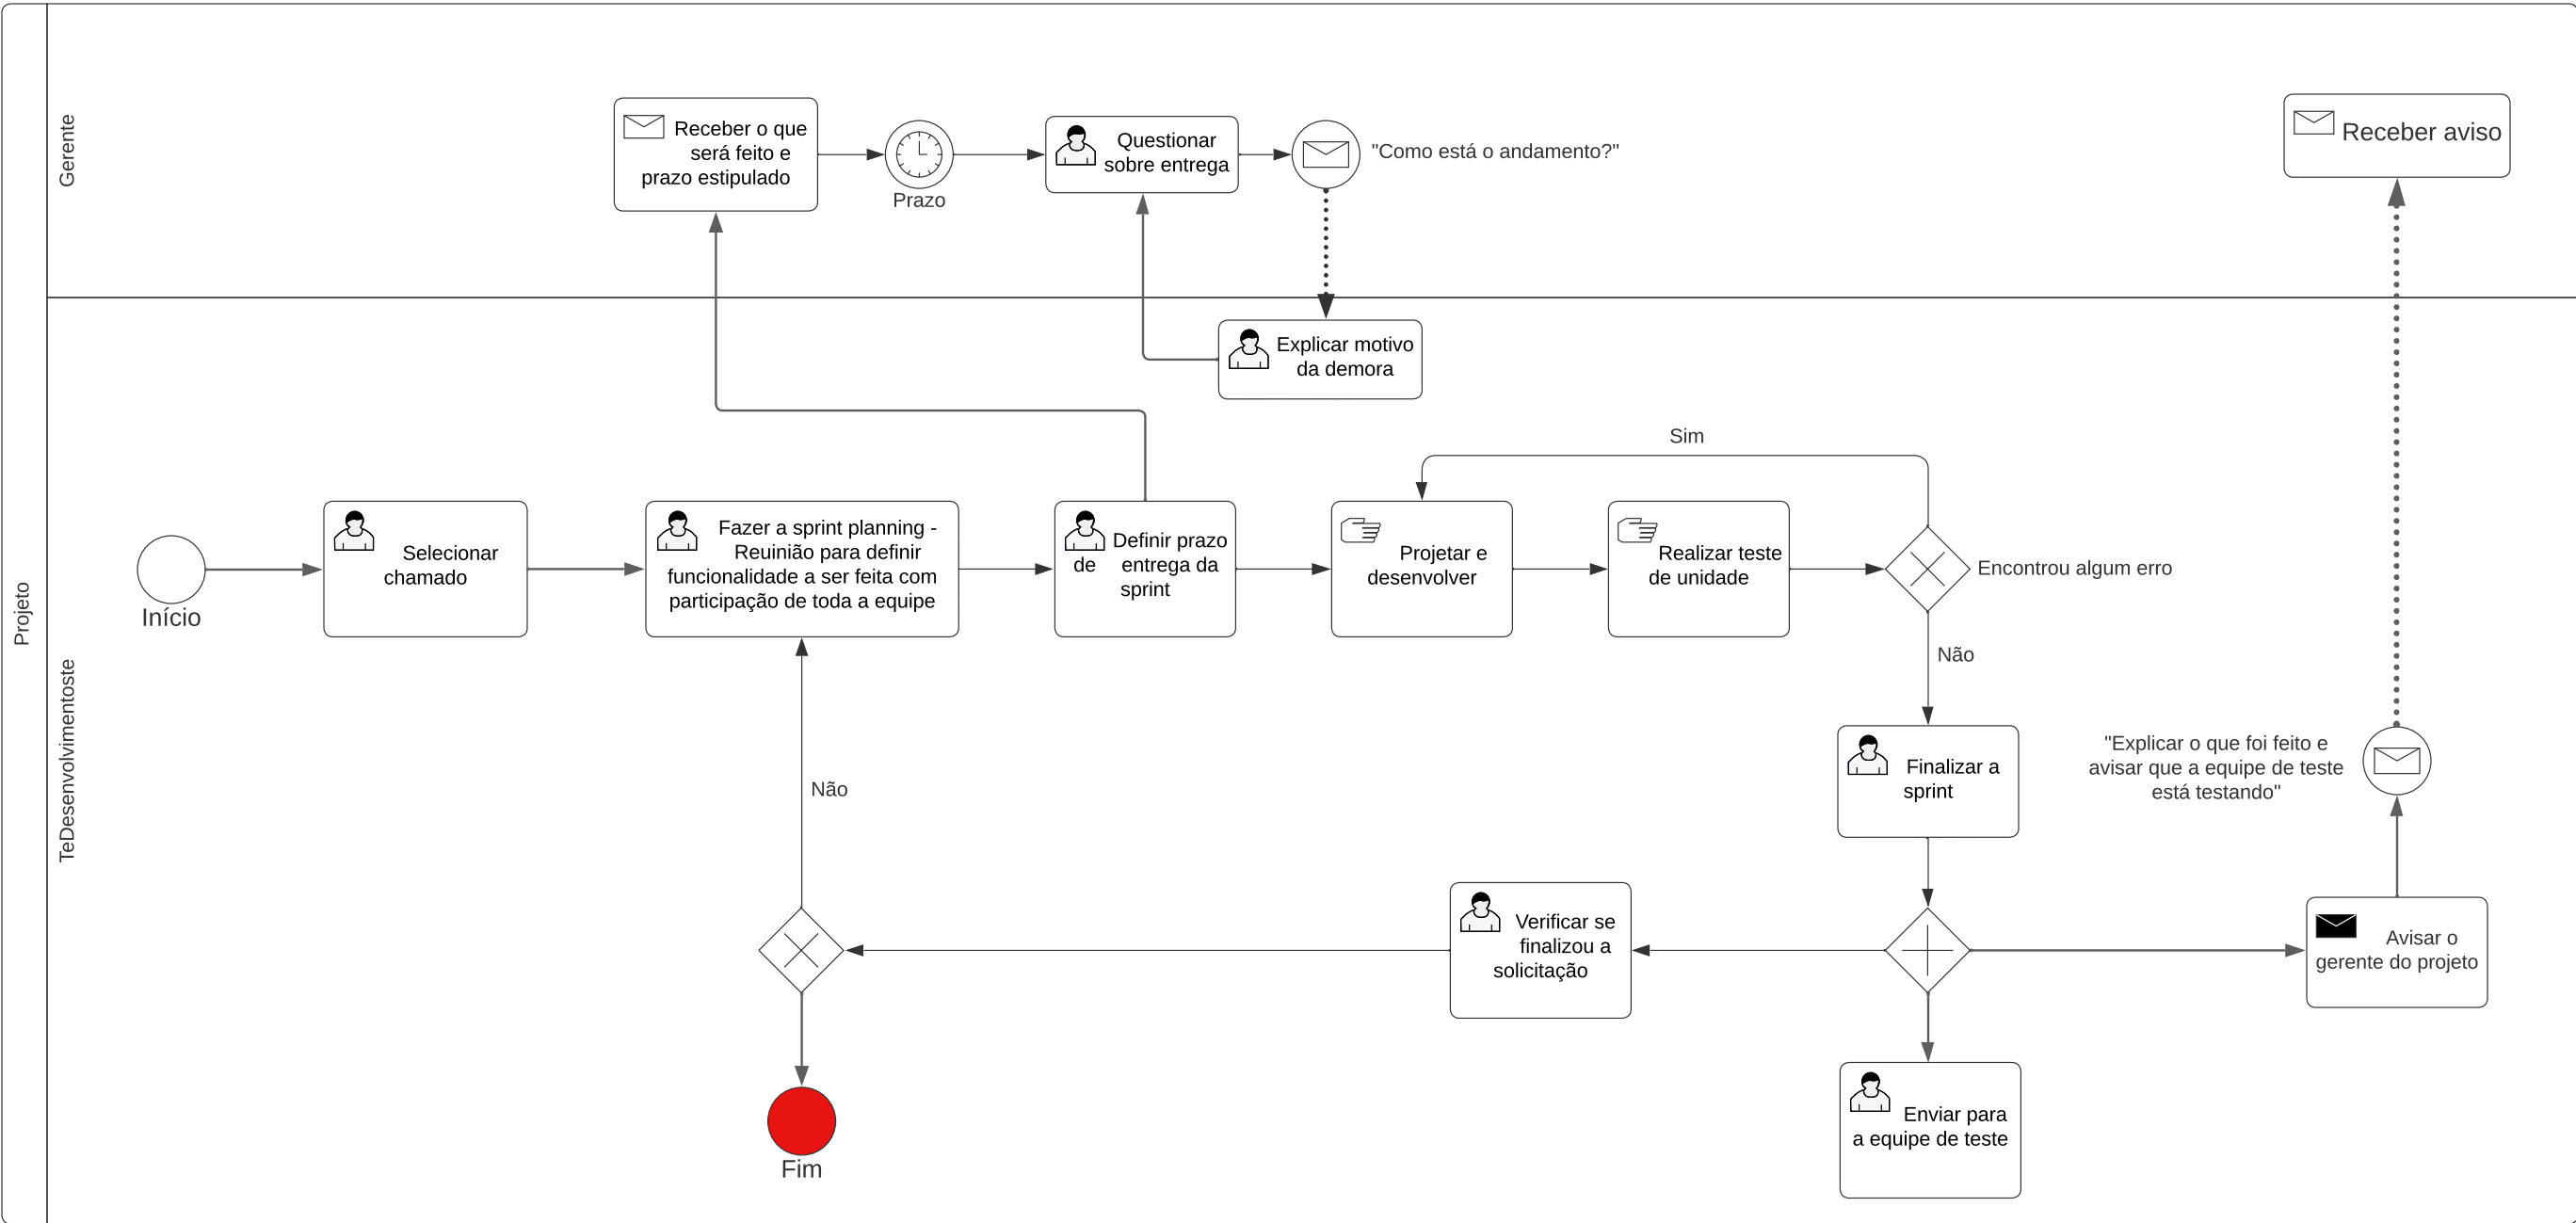 Projeto
Gerente
Receber o que
será feito e
prazo estipulado
Prazo
Questionar
sobre entrega
"Como está o andamento?"
Receber aviso
TeDesenvolvimentoste
Explicar motivo
da demora
Sim
Início
Selecionar
chamado
Fazer a sprint planning -
Reuinião para definir
funcionalidade a ser feita com
participação de toda a equipe
Definir prazo
de entrega da
sprint
Projetar e
desenvolver
Realizar teste
de unidade
Encontrou algum erro
Não
Finalizar a
sprint
"Explicar o que foi feito e
avisar que a equipe de teste
está testando"
Não
Verificar se
finalizou a
solicitação
Avisar o
gerente do projeto
Enviar para
a equipe de teste
Fim